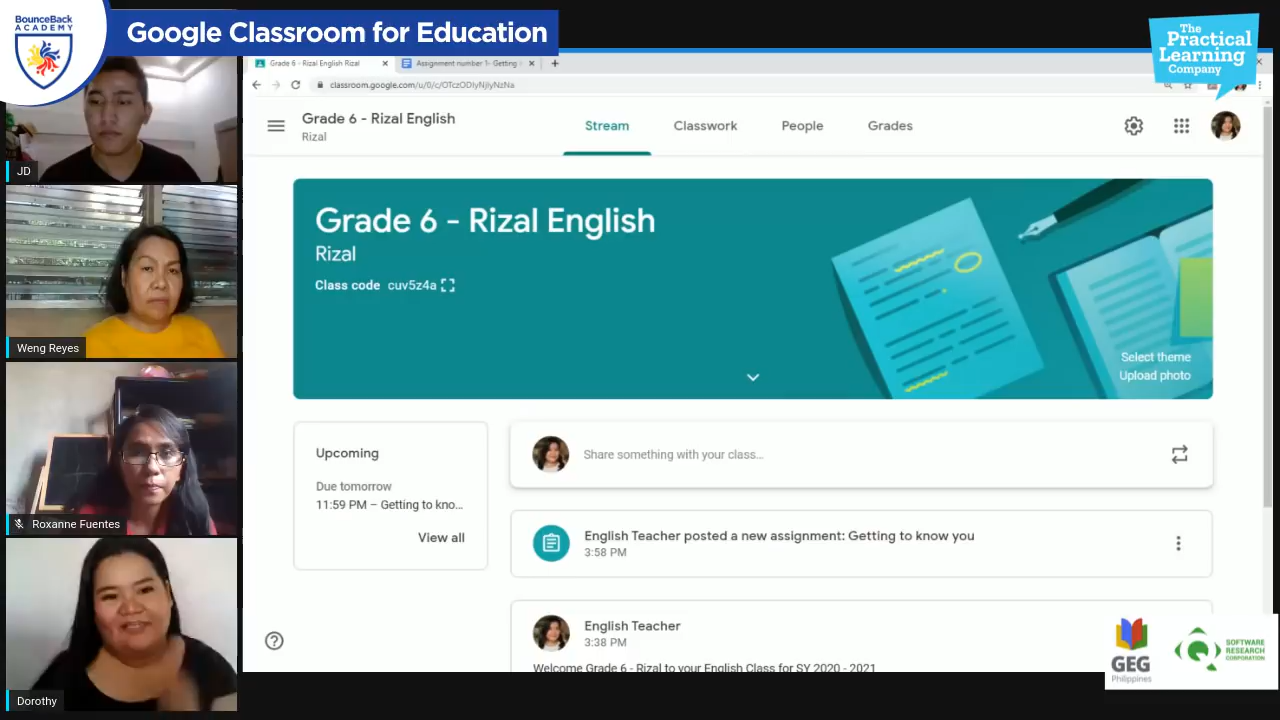 BounceBack
ACADEMY
Google Classroom for Education
The
Practical
Learning
Company
Grade 6 - Rizal English Rizal
Assignment number 1- Getting
classroom.google.com/u/0/c/OTczODIyNjIyNzNa
Grade 6 - Rizal English
Rizal
Stream
Classwork
People
Grades
JD
Weng Reyes
Roxanne Fuentes
Dorothy
Grade 6 - Rizal English
Rizal
Class code cuv5z4a
Select theme
Upload photo
Upcoming
Due tomorrow
11:59 PM – Getting to kno...
View all
Share something with your class...
English Teacher posted a new assignment: Getting to know you
3:58 PM
English Teacher
3:38 PM
Welcome Grade 6 - Rizal to your English Class for SY 2020 - 2021
GEG
Philippines
SOFTWARE
RESEARCH
CORPORATION